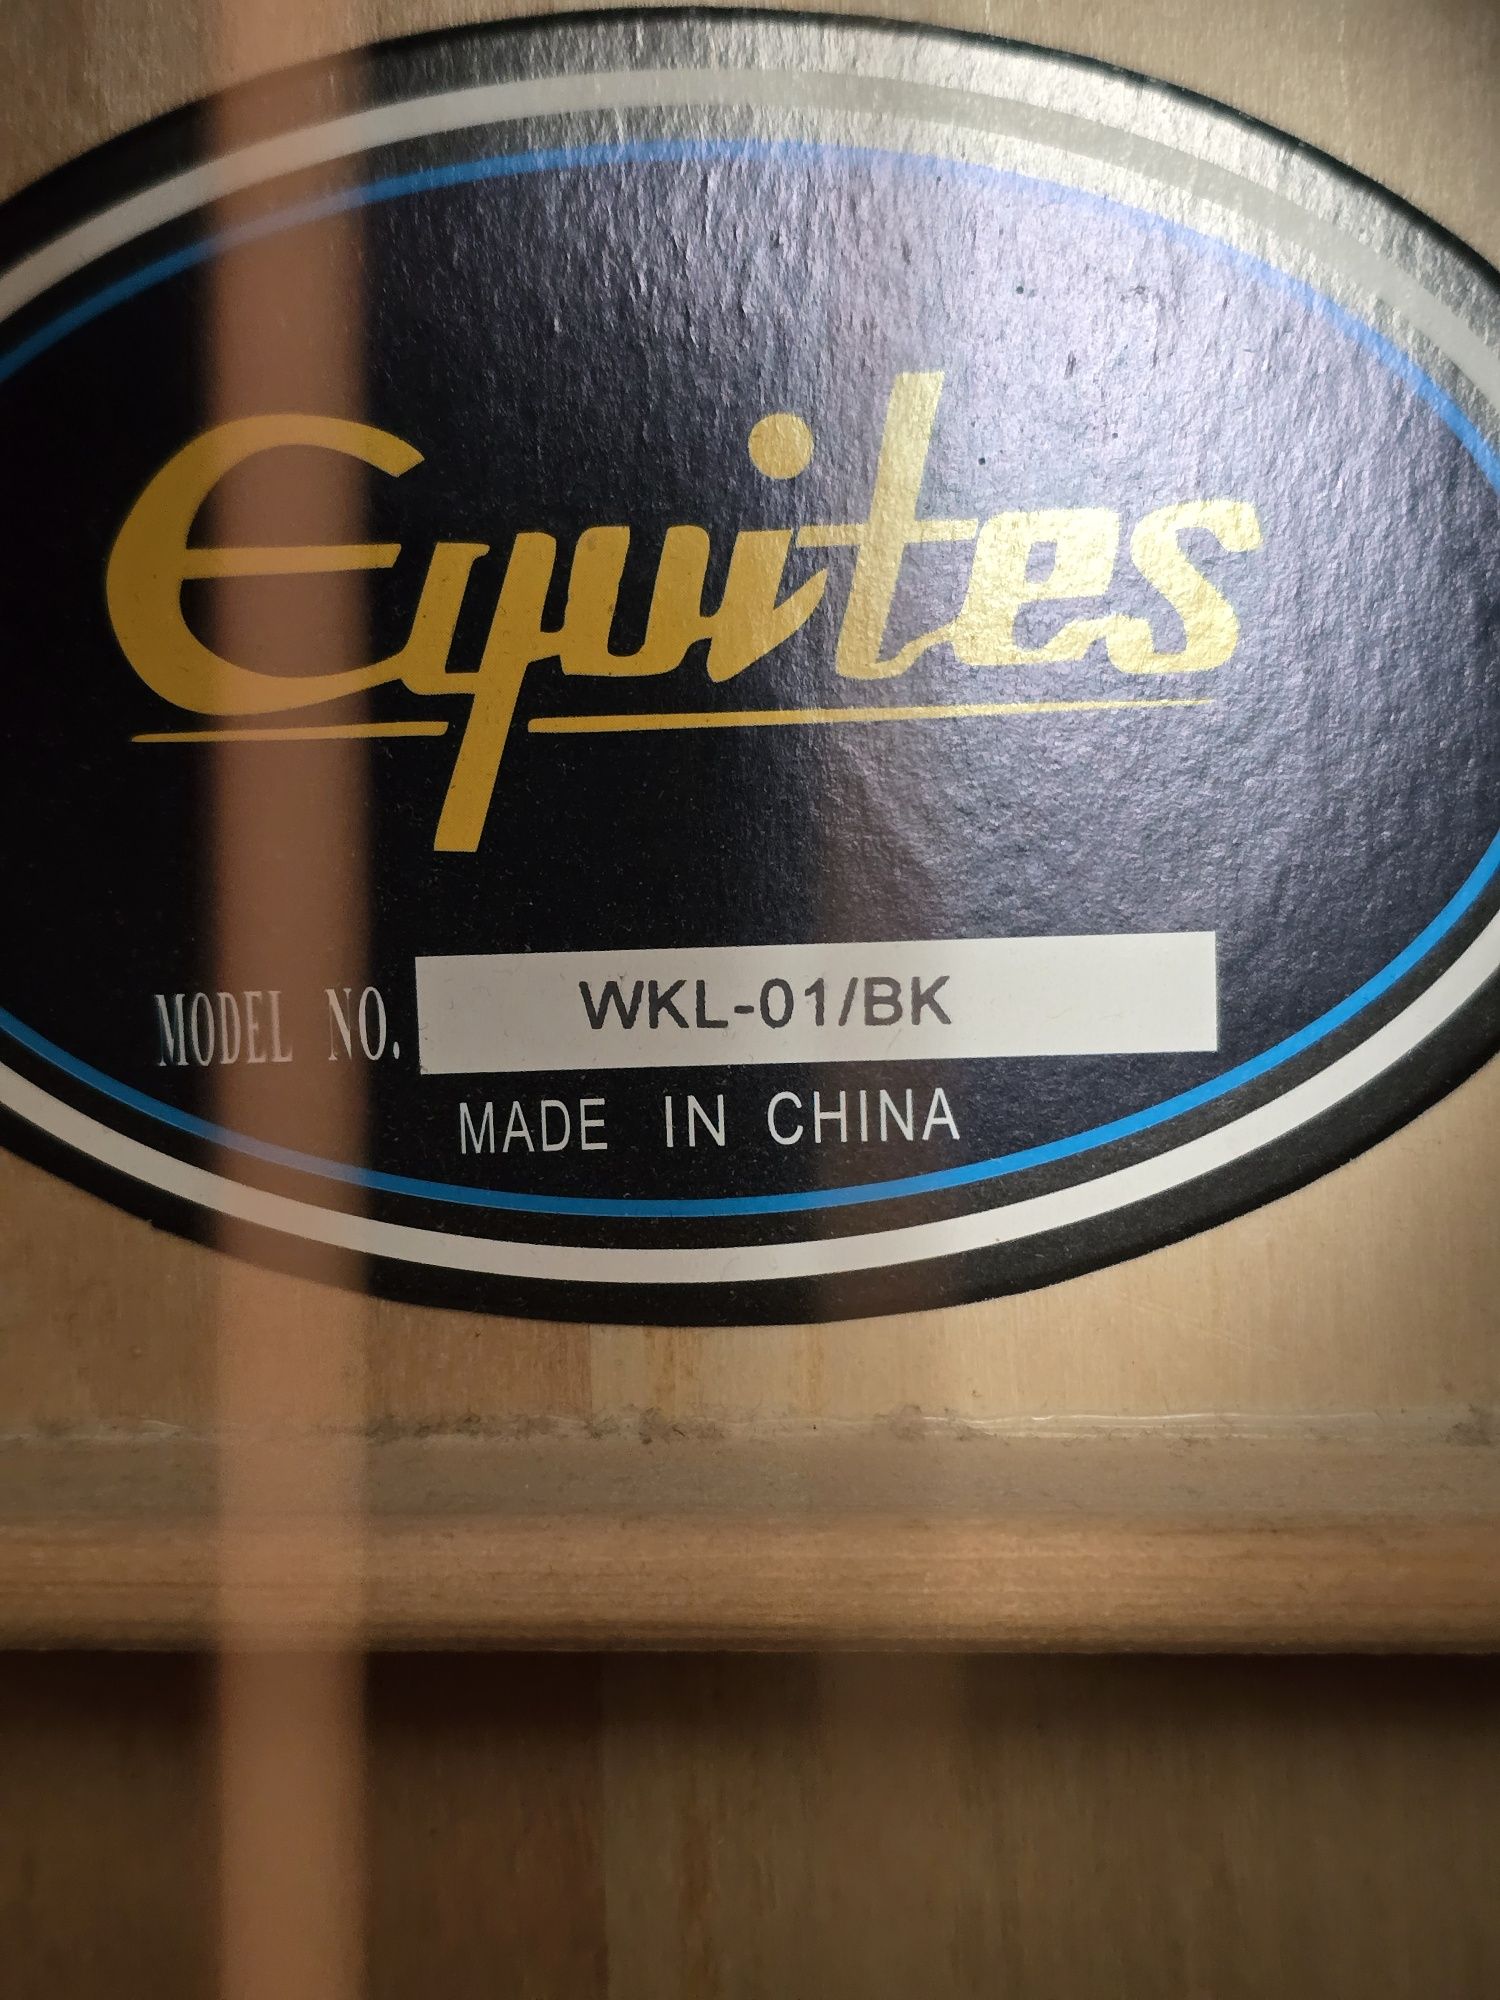 Equites
MODEL NO. WKL-01/BK
MADE IN CHINA